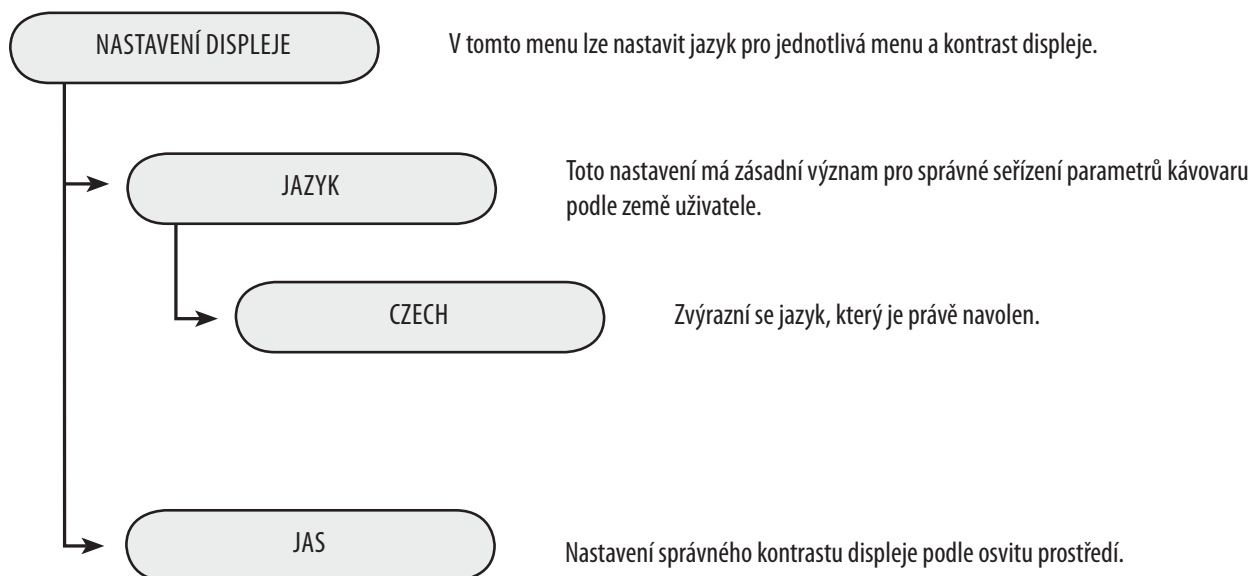 NASTAVENÍ DISPLEJE
V tomto menu lze nastavit jazyk pro jednotlivá menu a kontrast displeje.
JAZYK
Toto nastavení má zásadní význam pro správné seřízení parametrů kávovaru
podle země uživatele.
CZECH
Zvýrazní se jazyk, který je právě navolen.
JAS
Nastavení správného kontrastu displeje podle osvitu prostředí.